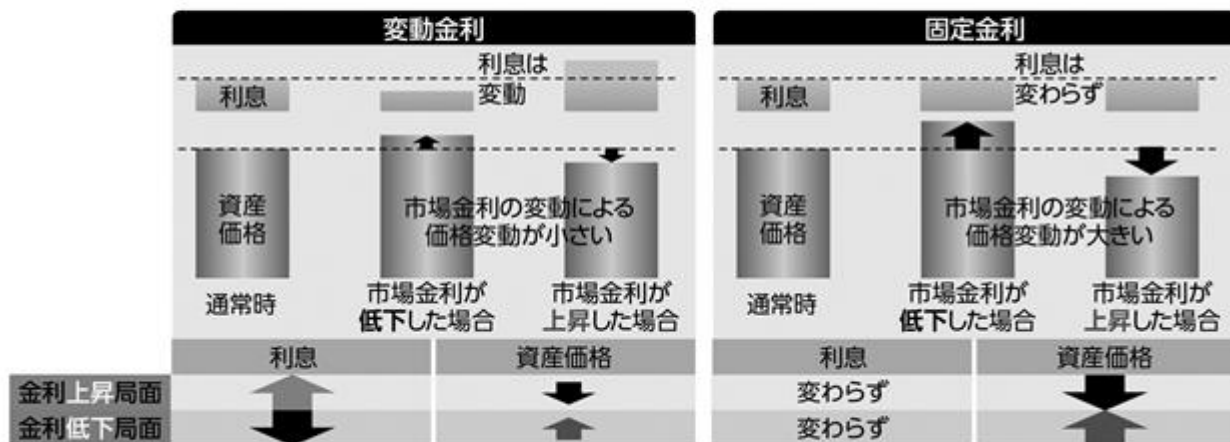 変動金利
利息は
変動
利息
資産
価格
市場金利の変動による
価格変動が小さい
通常時
市場金利が
低下した場合
市場金利が
上昇した場合
固定金利
利息は
変わらず
利息
資産
価格
市場金利の変動による
価格変動が大きい
通常時
市場金利が
低下した場合
市場金利が
上昇した場合
利息 資産価格 利息 資産価格
金利上昇局面 変わらず
金利低下局面 変わらず